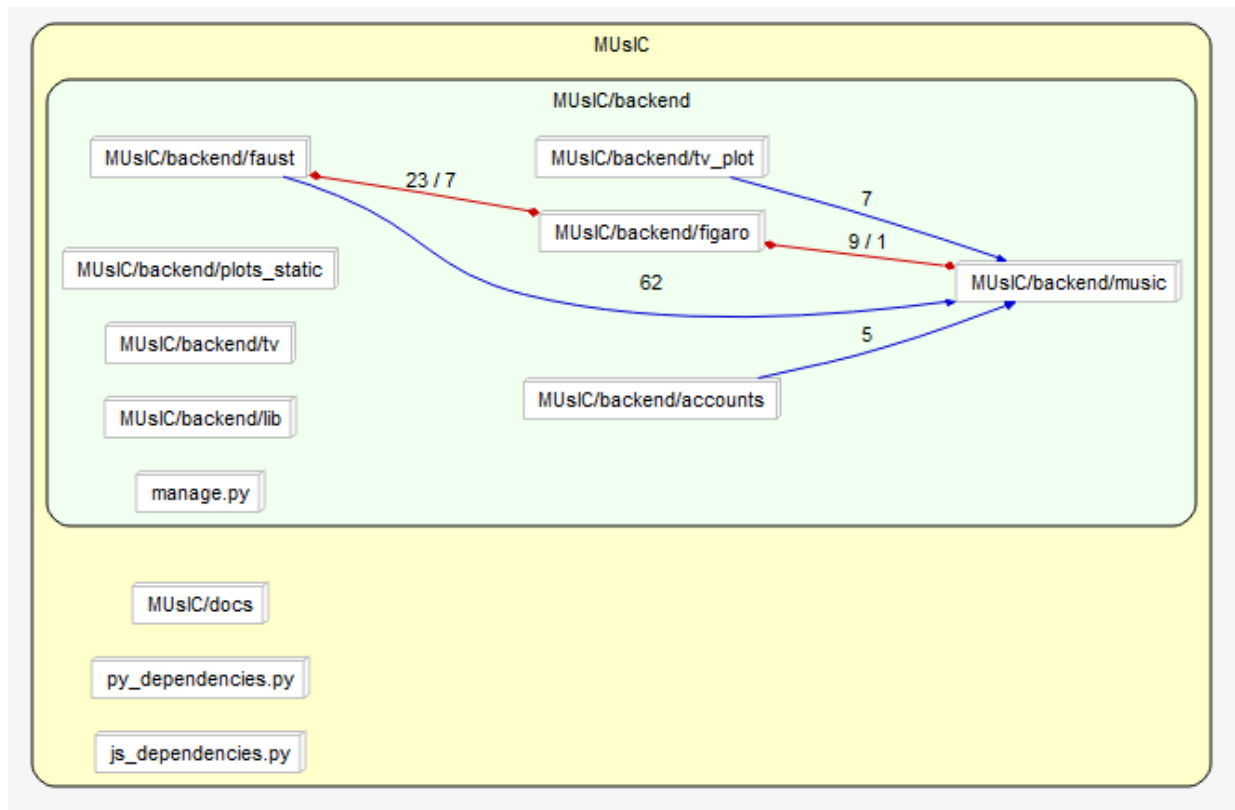 MUsIC
MUsIC/backend
MUsIC/backend/faust
MUsIC/backend/tv_plot
23 / 7
7
MUsIC/backend/figaro
9 / 1
MUsIC/backend/plots_static
62
MUsIC/backend/music
MUsIC/backend/tv
5
MUsIC/backend/accounts
MUsIC/backend/lib
manage.py
MUsIC/docs
py_dependencies.py
js_dependencies.py